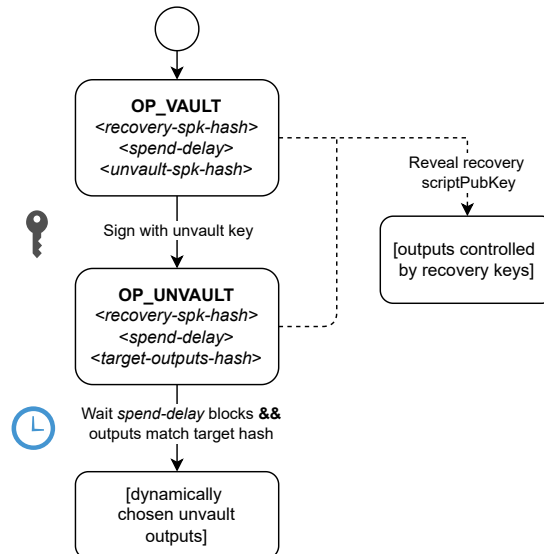 OP_VAULT
<recovery-spk-hash>
<spend-delay>
<unvault-spk-hash>
Reveal recovery
scriptPubKey
Sign with unvault key
[outputs controlled
by recovery keys]
OP_UNVAULT
<recovery-spk-hash>
<spend-delay>
<target-outputs-hash>
Wait spend-delay blocks &&
outputs match target hash
[dynamically
chosen unvault
outputs]